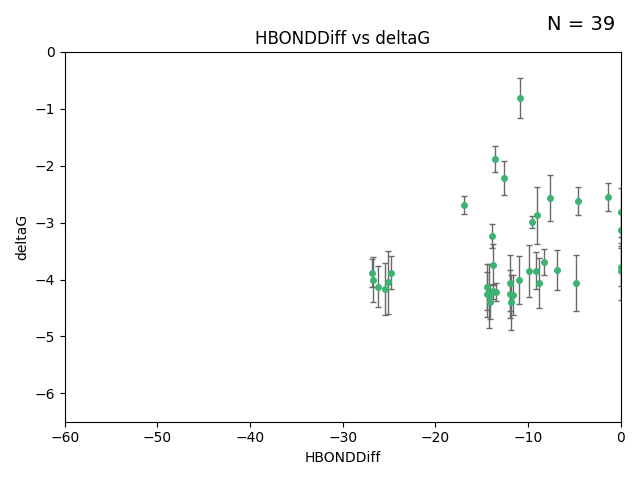 N = 39
HBONDDiff vs deltaG
deltaG
0
−1
−2
−3
−4
−5
−6
−60 −50 −40 −30 −20 −10 0
HBONDDiff